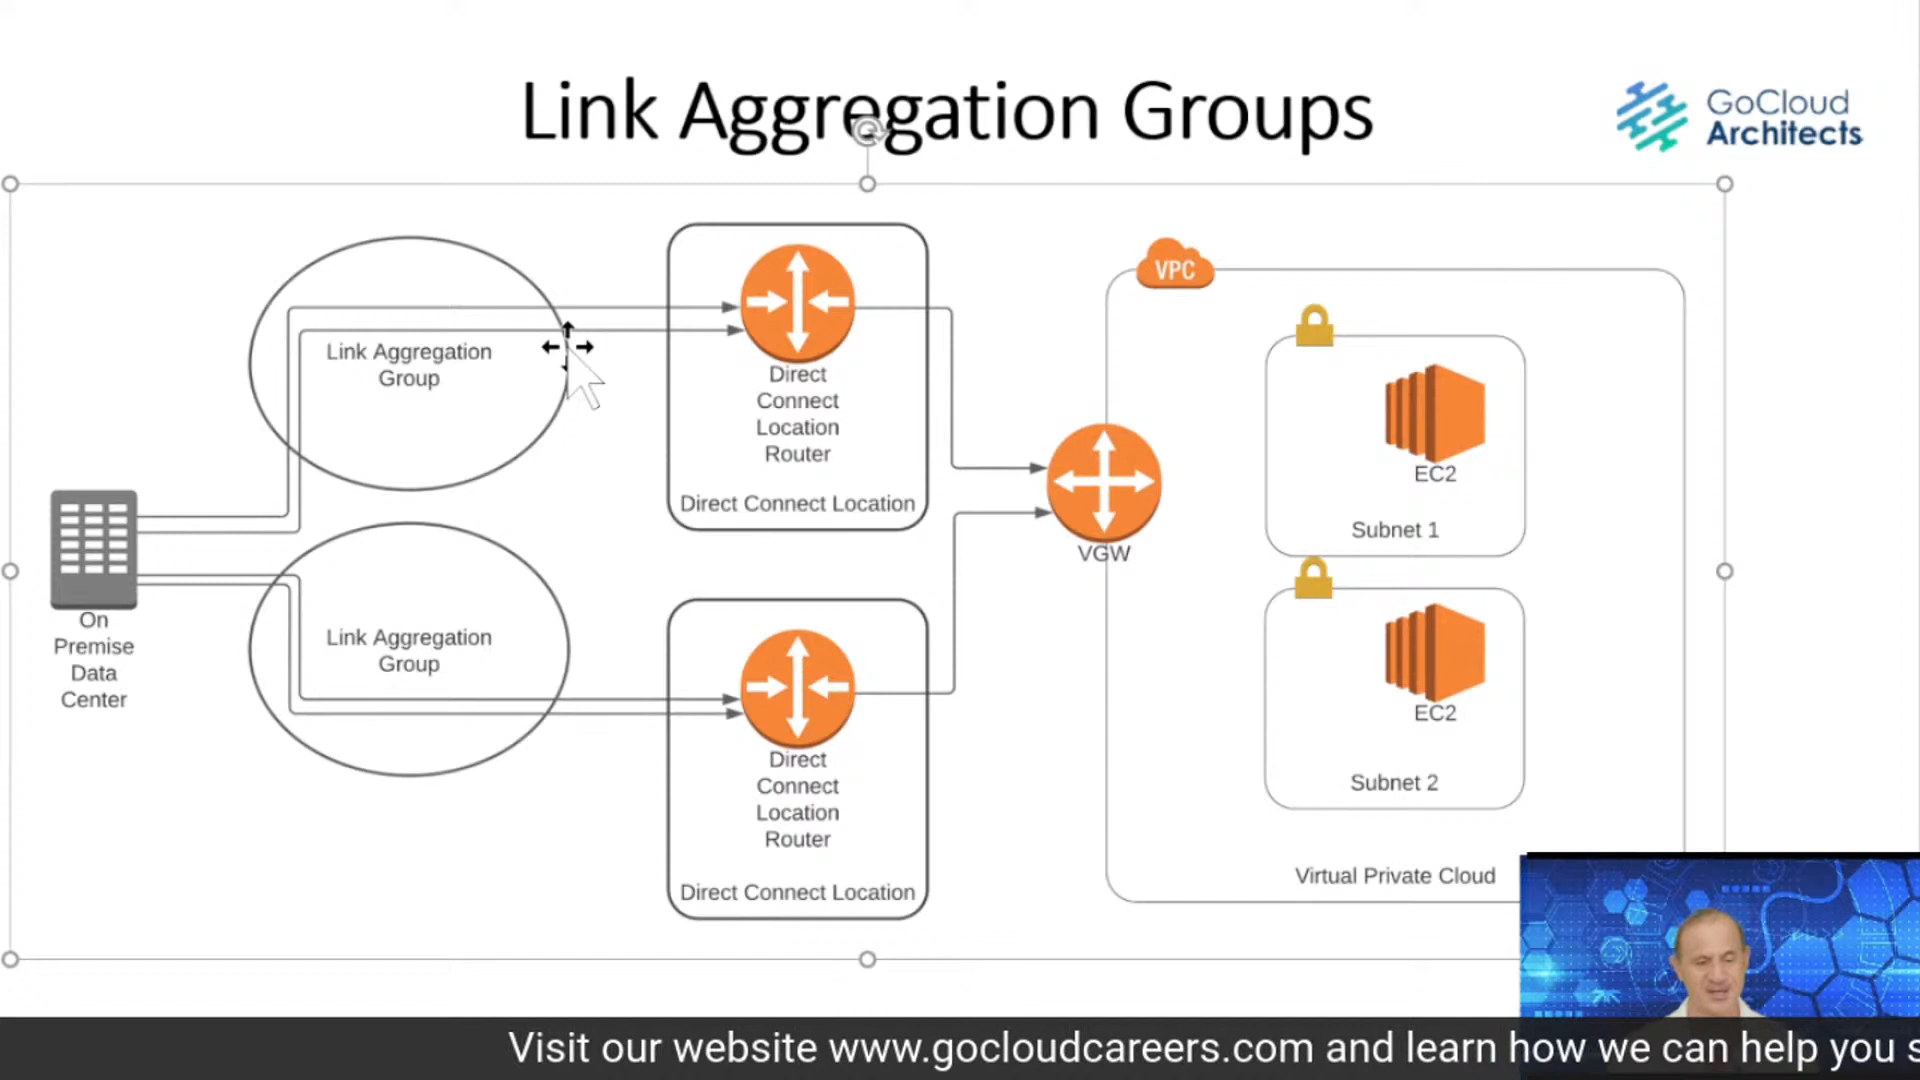 Link Aggregation Groups
GoCloud
Architects
VPC
Link Aggregation
Group
Direct
Connect
Location
Router
Direct Connect Location
EC2
Subnet 1
VGW
On
Premise
Data
Center
Link Aggregation
Group
Direct
Connect
Location
Router
Direct Connect Location
EC2
Subnet 2
Virtual Private Cloud
Visit our website www.gocloudcareers.com and learn how we can help you s